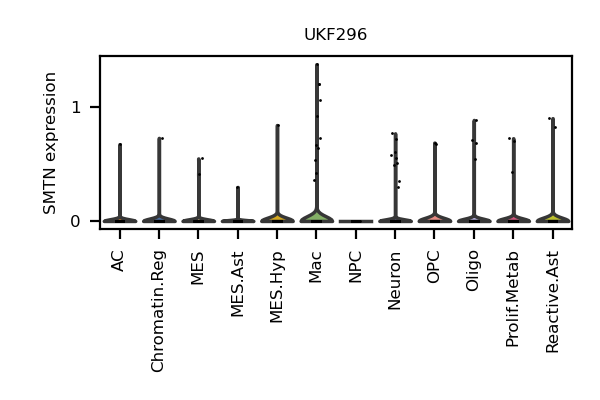 UKF296
SMTN expression
1
0
AC
Chromatin.Reg
MES
MES.Ast
MES.Hyp
Mac
NPC
Neuron
OPC
Oligo
Prolif.Metab
Reactive.Ast